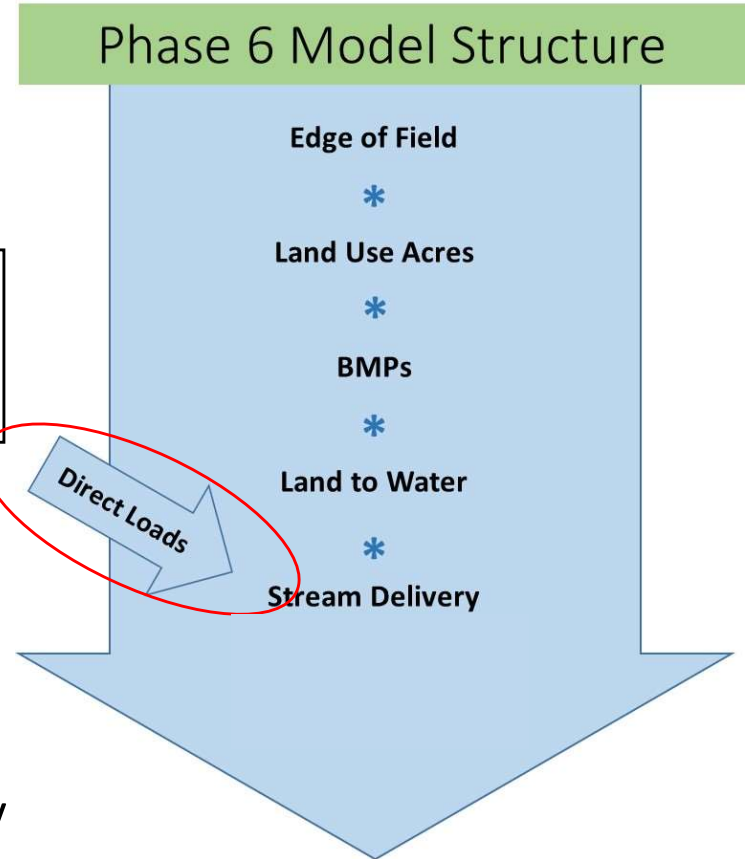 Phase 6 Model Structure
Edge of Field
*
Land Use Acres
*
BMPs
*
Land to Water
*
Direct Loads
Stream Delivery